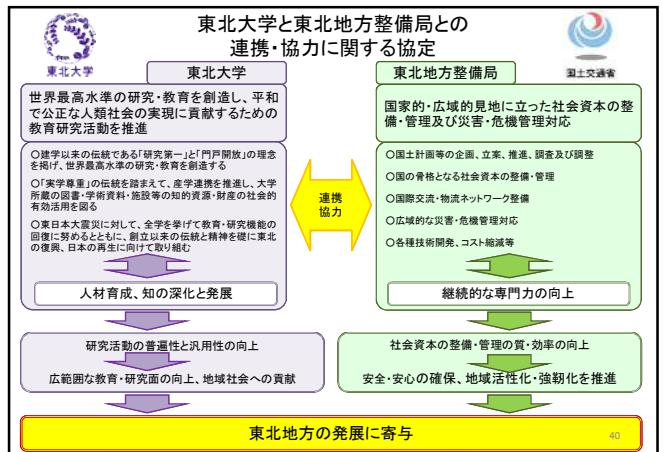 東北大学と東北地方整備局との
連携・協力に関する協定
東北大学
国土交通省
東北大学
世界最高水準の研究・教育を創造し、平和
で公正な人類社会の実現に貢献するための
教育研究活動を推進
○建学以来の伝統である「研究第一」と「門戸開放」の理念
を掲げ、世界最高水準の研究・教育を創造する
○「実学尊重」の伝統を踏まえて、産学連携を推進し、大学
所蔵の図書・学術資料・施設等の知的資源・財産の社会的
有効活用を図る
○東日本大震災に対して、全学を挙げて教育・研究機能の
回復に努めるとともに、創立以来の伝統と精神を礎に東北
の復興、日本の再生に向けて取り組む
人材育成、知の深化と発展
研究活動の普遍性と汎用性の向上
広範囲な教育・研究面の向上、地域社会への貢献
連携
協力
東北地方整備局
国家的・広域的見地に立った社会資本の整
備・管理及び災害・危機管理対応
○国土計画等の企画、立案、推進、調査及び調整
○国の骨格となる社会資本の整備・管理
○国際交流・物流ネットワーク整備
○広域的な災害・危機管理対応
○各種技術開発、コスト縮減等
継続的な専門力の向上
社会資本の整備・管理の質・効率の向上
安全・安心の確保、地域活性化・強靭化を推進
東北地方の発展に寄与
40